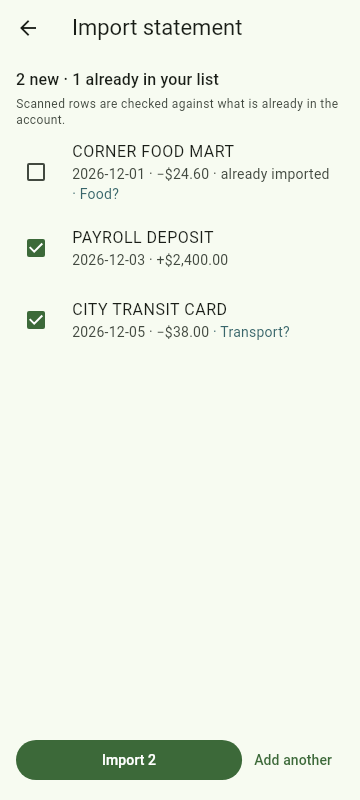 Import statement
2 new · 1 already in your list
Scanned rows are checked against what is already in the
account.
CORNER FOOD MART
2026-12-01 · −$24.60 · already imported
· Food?
PAYROLL DEPOSIT
2026-12-03 · +$2,400.00
CITY TRANSIT CARD
2026-12-05 · −$38.00 · Transport?
Import 2
Add another